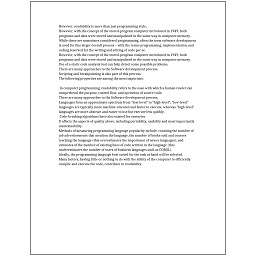 However, readability is more than just programming style.
However, with the concept of the stored-program computer introduced in 1949, both
programs and data were stored and manipulated in the same way in computer memory.
While these are sometimes considered programming, often the term software development
is used for this larger overall process – with the terms programming, implementation, and
coding reserved for the writing and editing of code per se.
However, with the concept of the stored-program computer introduced in 1949, both
programs and data were stored and manipulated in the same way in computer memory.
Use of a static code analysis tool can help detect some possible problems.
There are many approaches to the Software development process.
Scripting and breakpointing is also part of this process.
The following properties are among the most important:
In computer programming, readability refers to the ease with which a human reader can
comprehend the purpose, control flow, and operation of source code.
There are many approaches to the Software development process.
Languages form an approximate spectrum from "low-level" to "high-level"; "low-level"
languages are typically more machine-oriented and faster to execute, whereas "high-level"
languages are more abstract and easier to use but execute less quickly.
Code-breaking algorithms have also existed for centuries.
It affects the aspects of quality above, including portability, usability and most importantly
maintainability.
Methods of measuring programming language popularity include: counting the number of
job advertisements that mention the language, the number of books sold and courses
teaching the language (this overestimates the importance of newer languages), and
estimates of the number of existing lines of code written in the language (this
underestimates the number of users of business languages such as COBOL).
Ideally, the programming language best suited for the task at hand will be selected.
Many factors, having little or nothing to do with the ability of the computer to efficiently
compile and execute the code, contribute to readability.